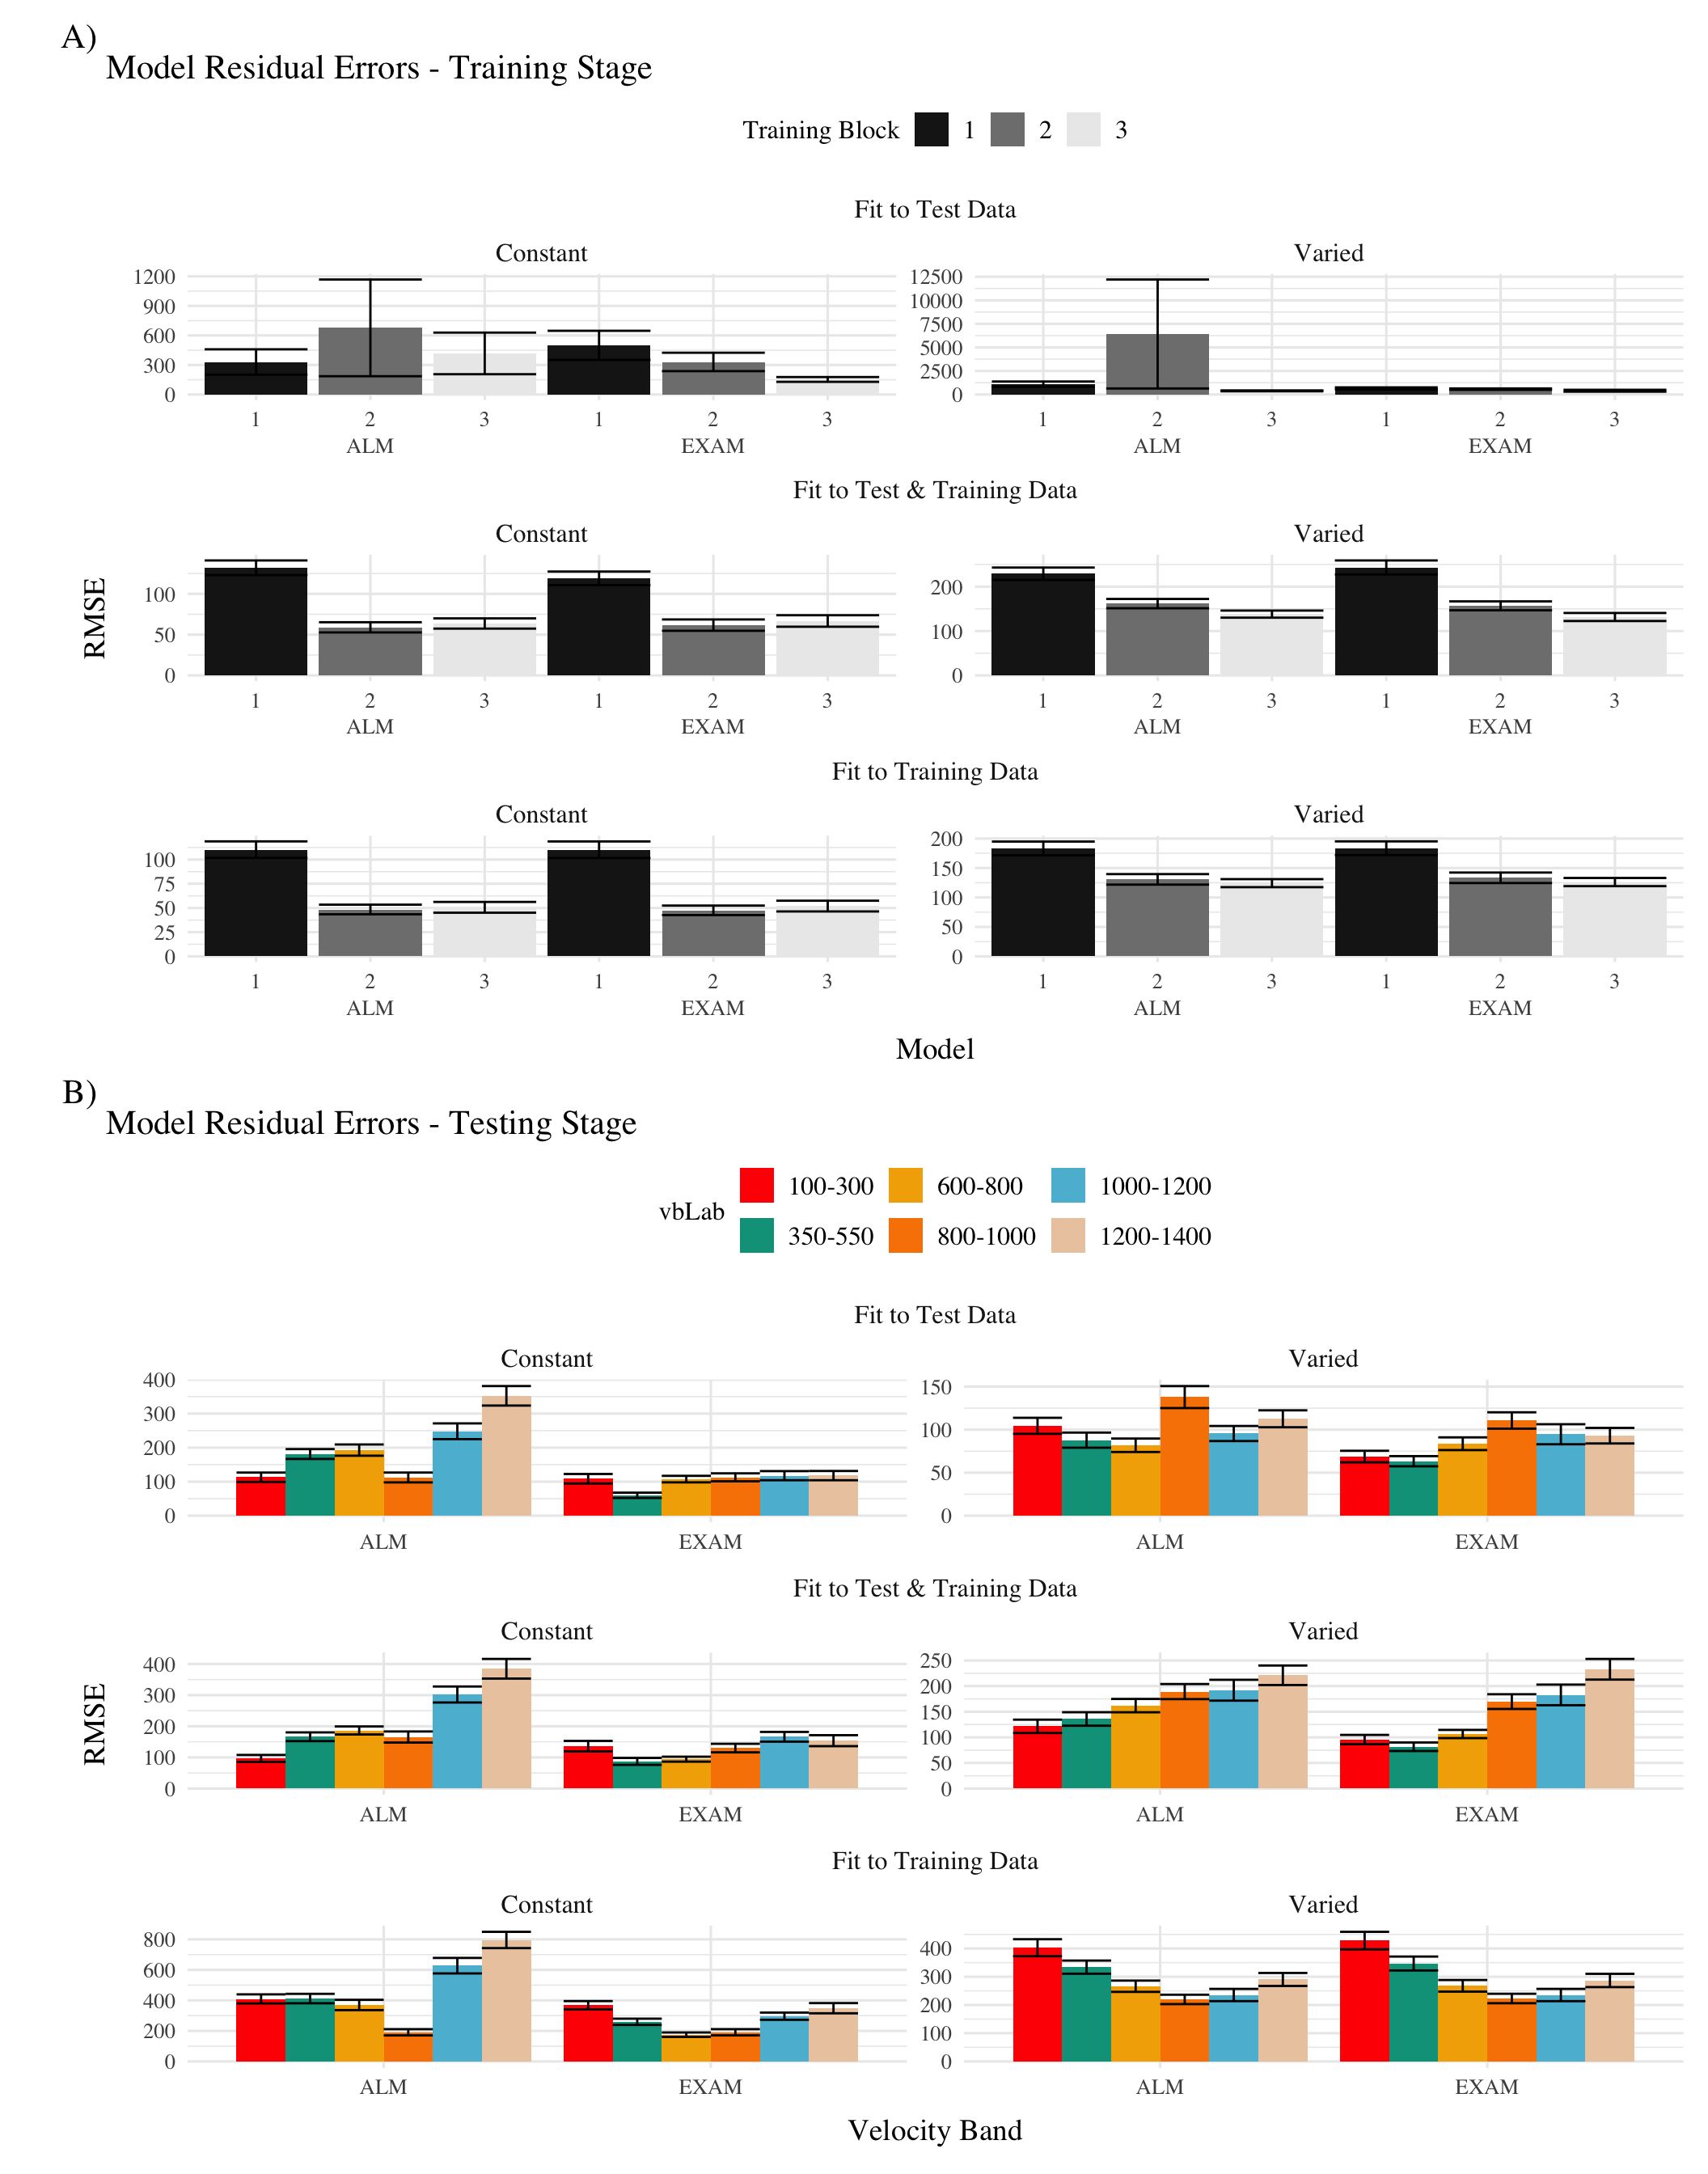 A)
Model Residual Errors - Training Stage
Training Block 1 2 3
Fit to Test Data
Constant Varied
1200 12500
900 10000
7500
600 5000
300 2500
0 0
1 2 3 1 2 3 1 2 3 1 2 3
ALM EXAM ALM EXAM
Fit to Test & Training Data
Constant Varied
RMSE
100 200
50 100
0 0
1 2 3 1 2 3 1 2 3 1 2 3
ALM EXAM ALM EXAM
Fit to Training Data
Constant Varied
200
100 150
75 100
50
25 50
0 0
1 2 3 1 2 3 1 2 3 1 2 3
ALM EXAM ALM EXAM
Model
B)
Model Residual Errors - Testing Stage
vbLab
100-300 600-800 1000-1200
350-550 800-1000 1200-1400
Fit to Test Data
Constant Varied
400 150
300 100
200
100 50
0 0
ALM EXAM ALM EXAM
Fit to Test & Training Data
Constant Varied
RMSE
400 250
300 200
200 150
100 100
50
0 0
ALM EXAM ALM EXAM
Fit to Training Data
Constant Varied
800 400
600 300
400 200
200 100
0 0
ALM EXAM ALM EXAM
Velocity Band